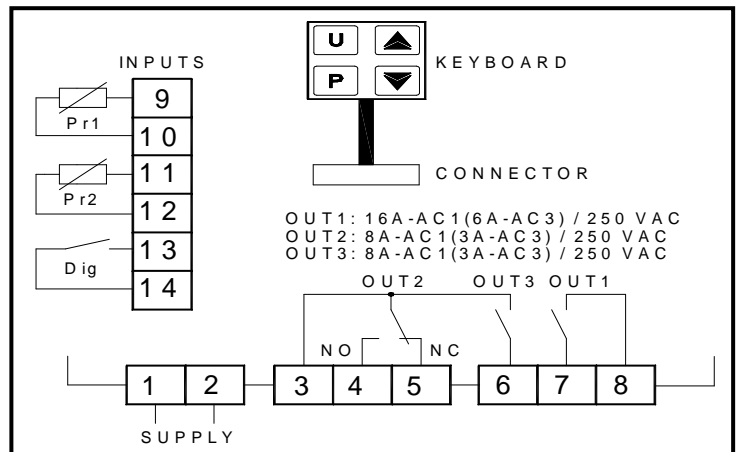 INPUTS
9
10
11
12
13
14
Pr1
Pr2
Dig
U
P
KEYBOARD
CONNECTOR
OUT1: 16A-AC1(6A-AC3) / 250 VAC
OUT2: 8A-AC1(3A-AC3) / 250 VAC
OUT3: 8A-AC1(3A-AC3) / 250 VAC
OUT2 OUT3 OUT1
NO NC
1 2 3 4 5 6 7 8
SUPPLY